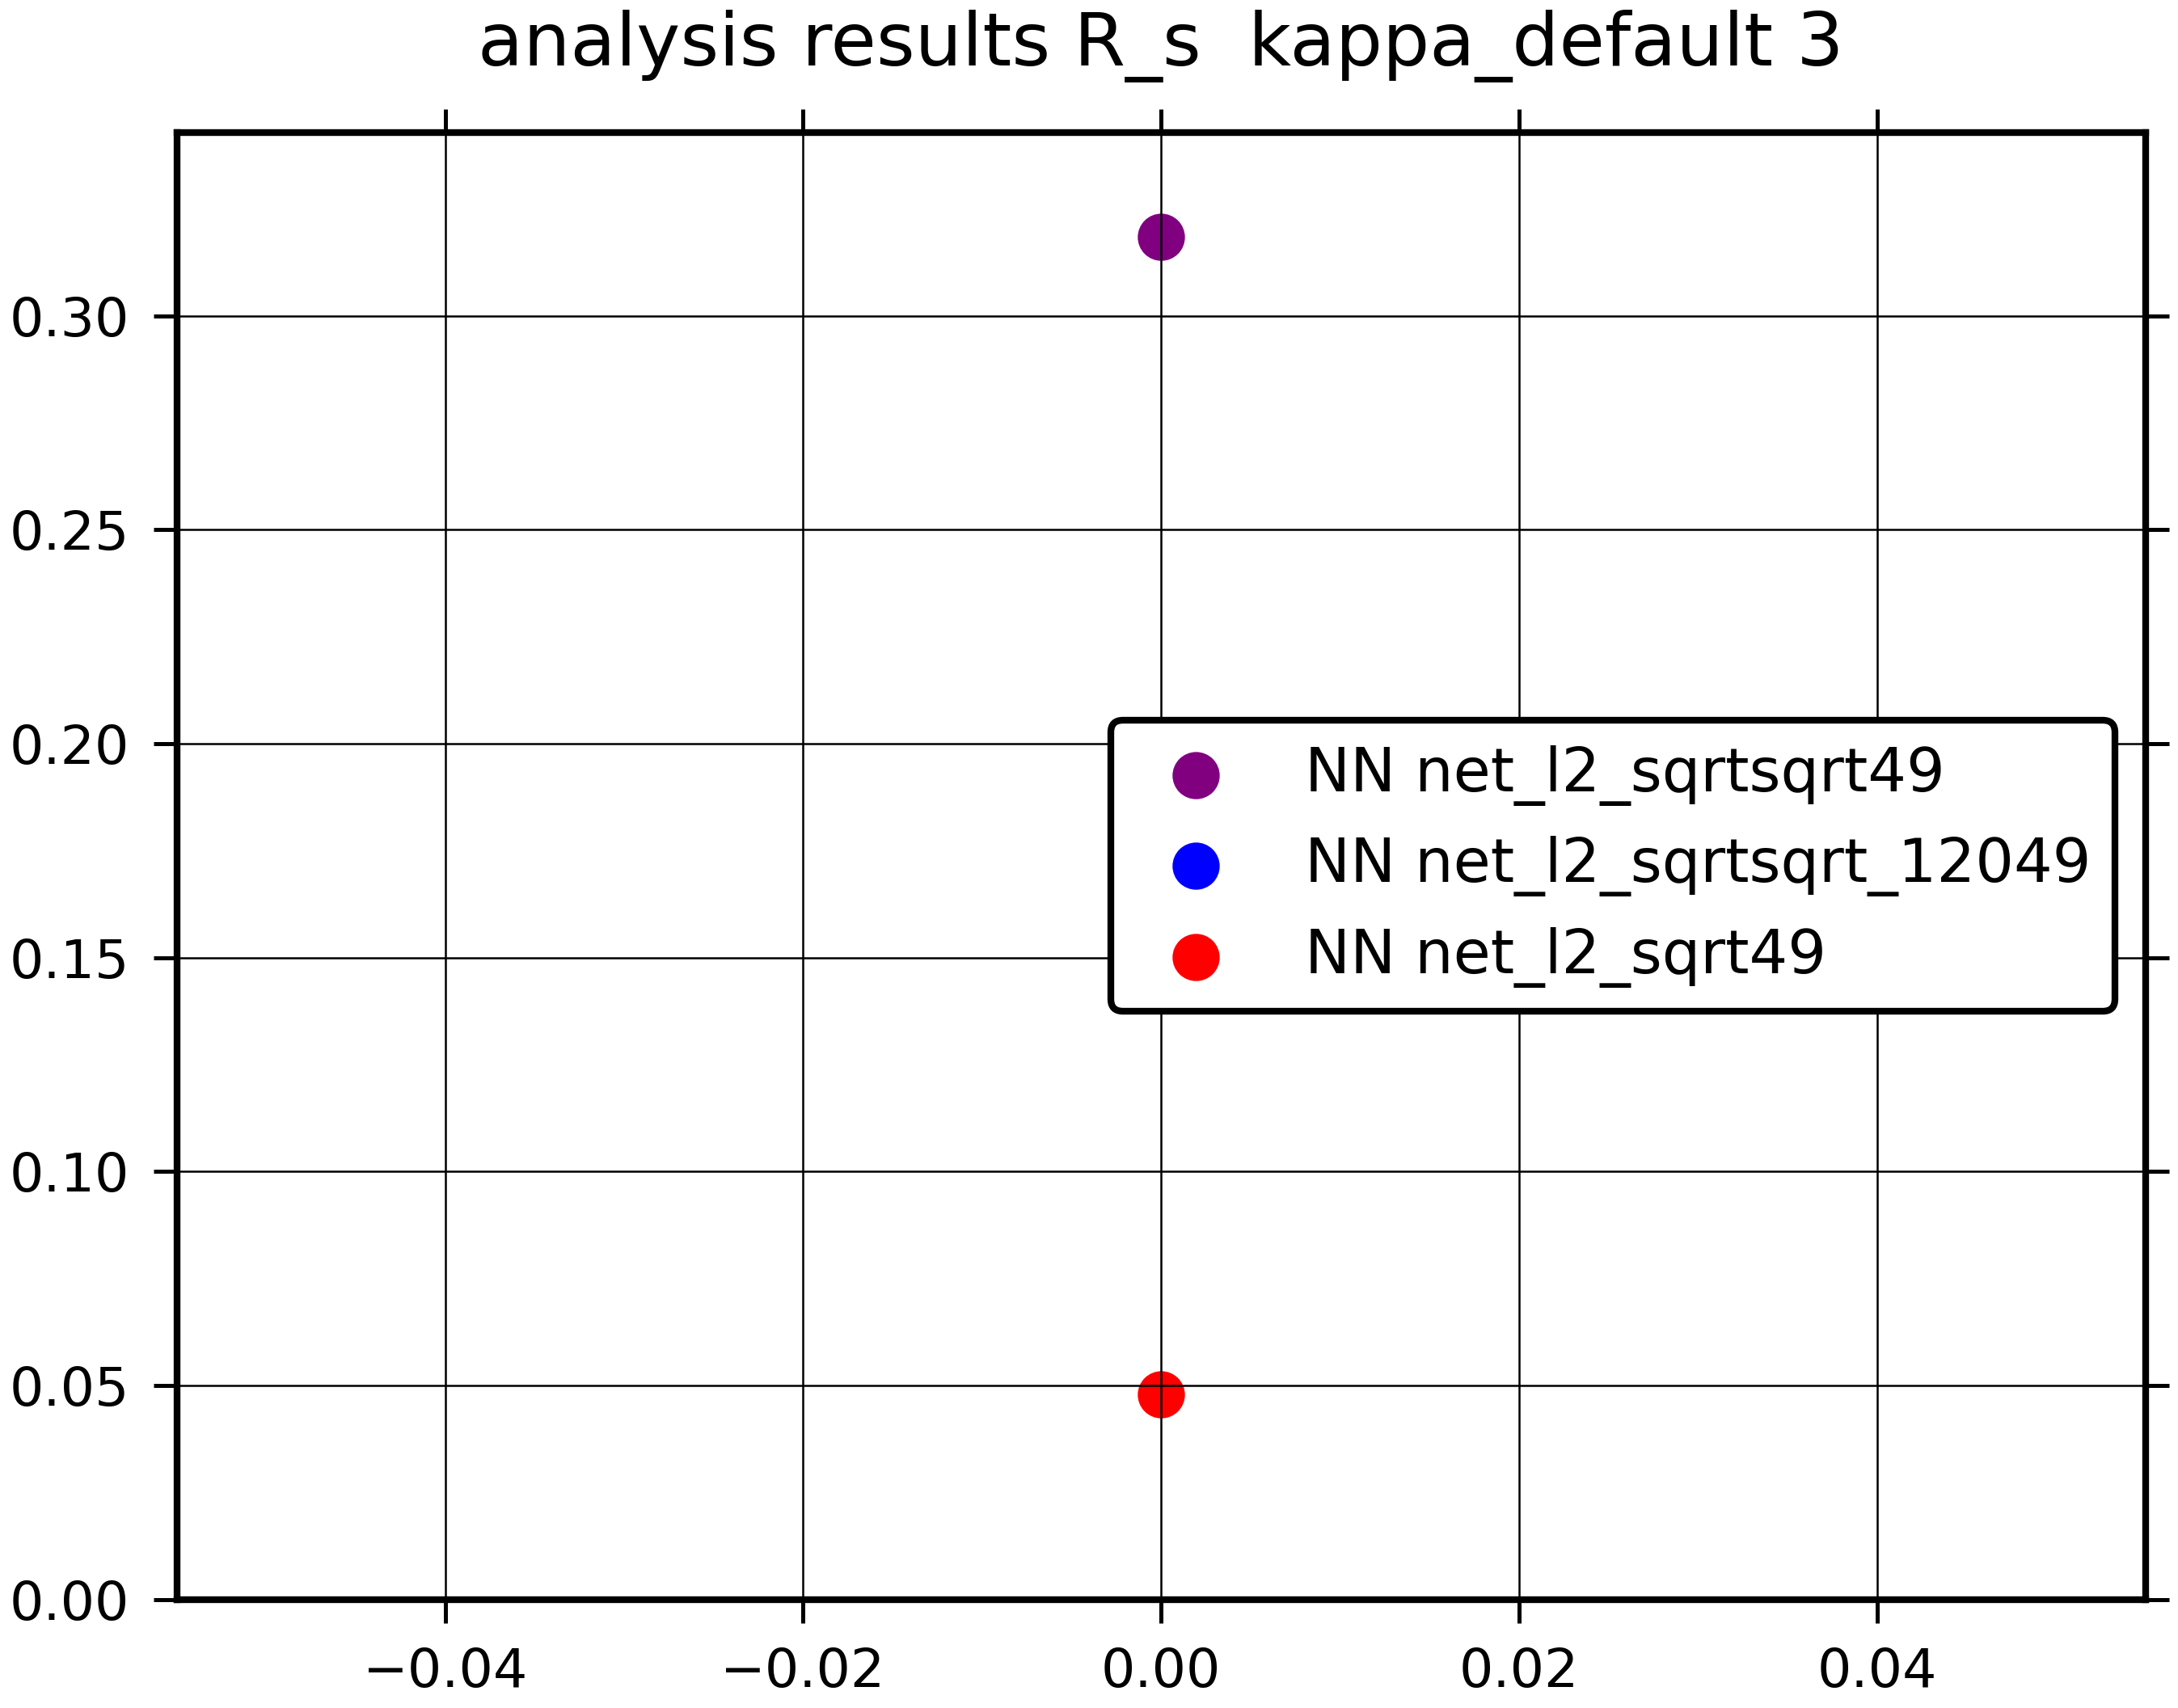 analysis results R_s  kappa_default 3
0.30
0.25
0.20
0.15
0.10
0.05
0.00
NN net_l2_sqrtsqrt49
NN net_l2_sqrtsqrt_12049
NN net_l2_sqrt49
−0.04 −0.02 0.00 0.02 0.04